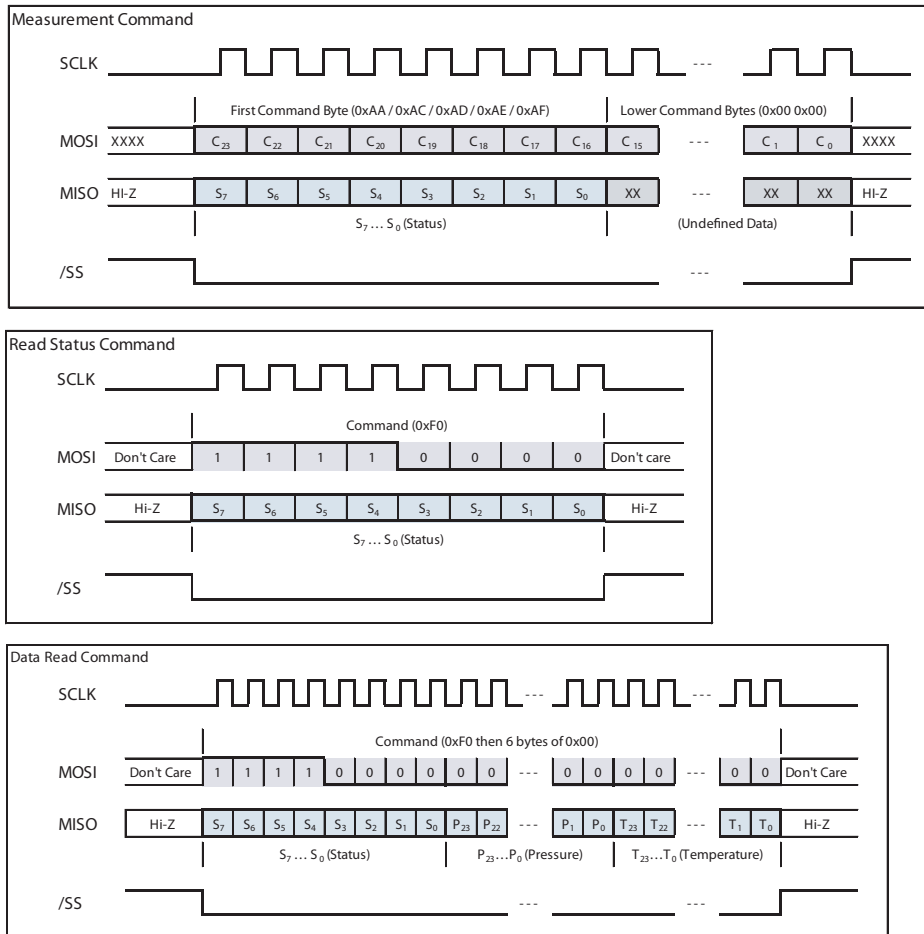 Measurement Command
SCLK
---
First Command Byte (0xAA / 0xAC / 0xAD / 0xAE / 0xAF) Lower Command Bytes (0x00 0x00)
MOSI XXXX C23 C22 C21 C20 C19 C18 C17 C16 C15 --- C1 C0 XXXX
MISO HI-Z S7 S6 S5 S4 S3 S2 S1 S0 XX --- XX XX HI-Z
S7 ... S0 (Status) (Undefined Data)
/SS ---
Read Status Command
SCLK
Command (0xF0)
MOSI Don't Care 1 1 1 1 0 0 0 0 Don't care
MISO Hi-Z S7 S6 S5 S4 S3 S2 S1 S0 Hi-Z
S7 ... S0 (Status)
/SS
Data Read Command
SCLK --- ---
Command (0xF0 then 6 bytes of 0x00)
MOSI Don't Care 1 1 1 1 0 0 0 0 0 0 --- 0 0 0 0 --- 0 0 Don't Care
MISO Hi-Z S7 S6 S5 S4 S3 S2 S1 S0 P23 P22 --- P1 P0 T23 T22 --- T1 T0 Hi-Z
S7 ... S0 (Status) P23...P0 (Pressure) T23...T0 (Temperature)
/SS --- ---